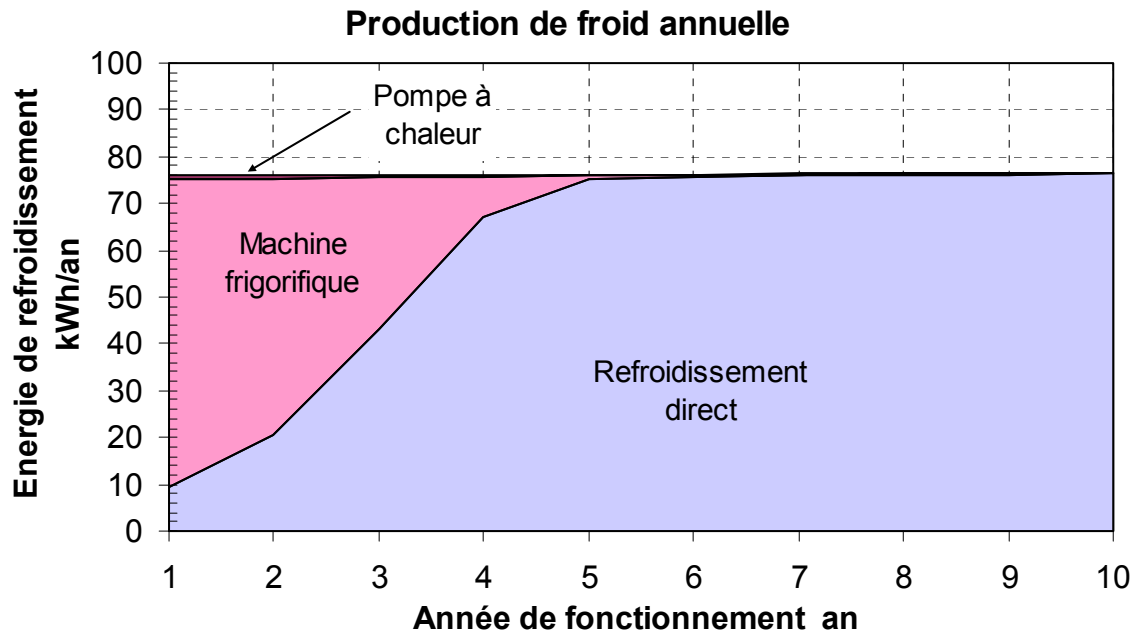 Production de froid annuelle
Energie de refroidissement
kWh/an
100
90
80
70
60
50
40
30
20
10
0
Pompe à
chaleur
Machine
frigorifique
Refroidissement
direct
1 2 3 4 5 6 7 8 9 10
Année de fonctionnement an